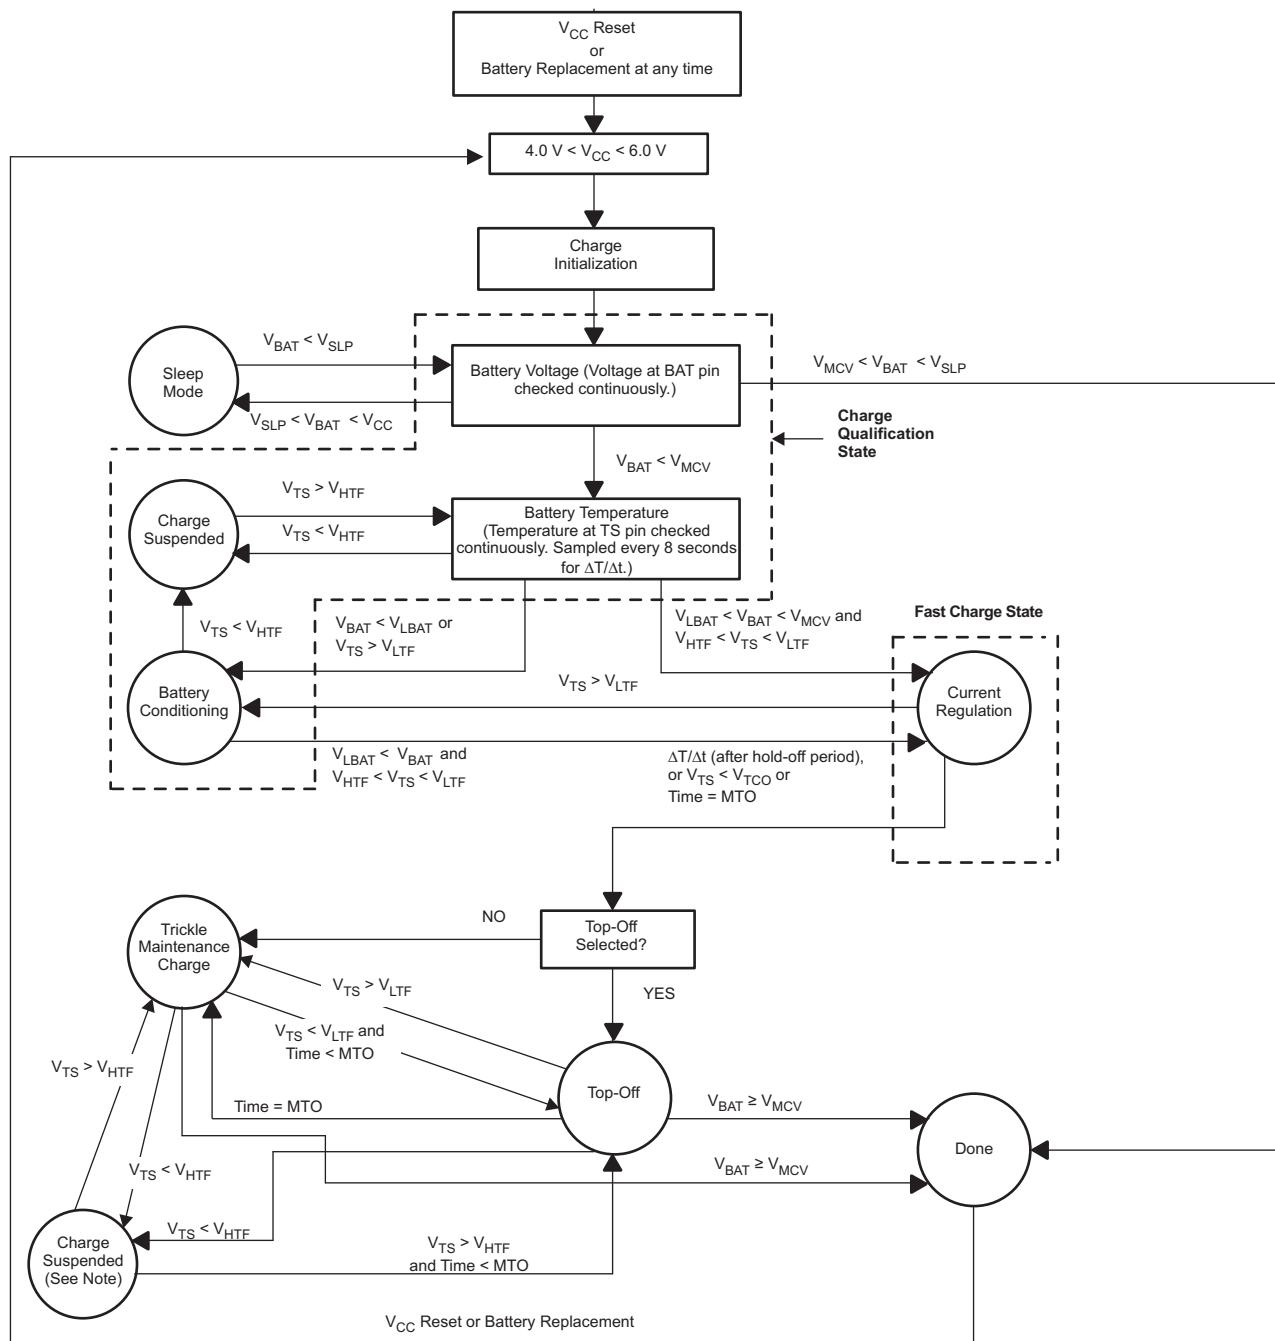 V_CC Reset
or
Battery Replacement at any time
4.0 V < V_CC < 6.0 V
Charge
Initialization
V_BAT < V_SLP
Sleep
Mode
V_SLP < V_BAT < V_CC
Battery Voltage (Voltage at BAT pin
checked continuously.)
V_MCV < V_BAT < V_SLP
Charge
Qualification
State
V_BAT < V_MCV
V_TS > V_HTF
Charge
Suspended
V_TS < V_HTF
Battery Temperature
(Temperature at TS pin checked
continuously. Sampled every 8 seconds
for ΔT/Δt.)
V_TS < V_HTF
V_BAT < V_LBAT or
V_TS > V_LTF
V_LBAT < V_BAT < V_MCV and
V_HTF < V_TS < V_LTF
Fast Charge State
Battery
Conditioning
V_TS > V_LTF
Current
Regulation
V_LBAT < V_BAT and
V_HTF < V_TS < V_LTF
ΔT/Δt (after hold-off period),
or V_TS < V_TCO or
Time = MTO
Trickle
Maintenance
Charge
NO
Top-Off
Selected?
YES
V_TS > V_LTF
V_TS < V_LTF and
Time < MTO
V_TS > V_HTF
Time = MTO
Top-Off
V_BAT ≥ V_MCV
Done
V_BAT ≥ V_MCV
V_TS < V_HTF
V_TS < V_HTF
Charge
Suspended
(See Note)
V_TS > V_HTF
and Time < MTO
V_CC Reset or Battery Replacement